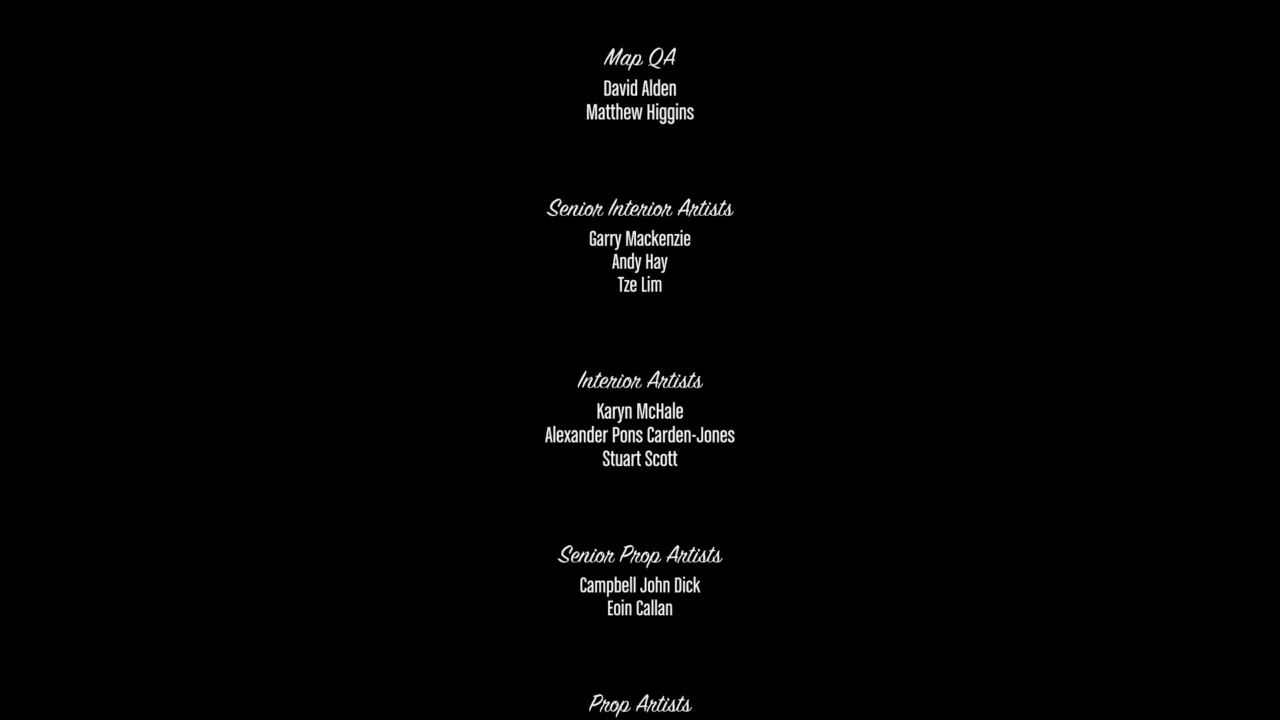 Map QA
David Alden
Matthew Higgins
Senior Interior Artists
Garry Mackenzie
Andy Hay
Tze Lim
Interior Artists
Karyn McHale
Alexander Pons Carden-Jones
Stuart Scott
Senior Prop Artists
Campbell John Dick
Eoin Callan
Prop Artists